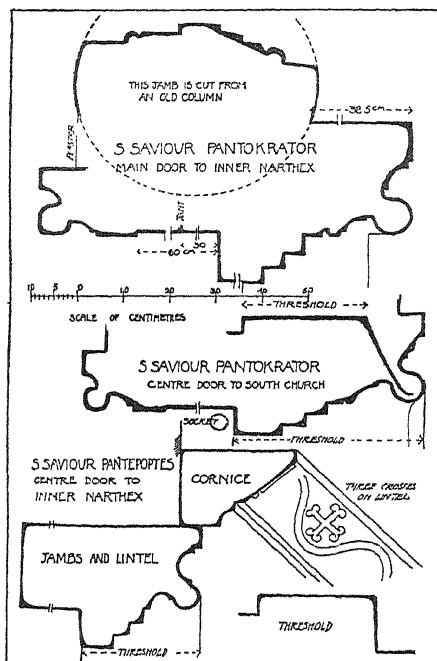 THIS JAMB IS CUT FROM
AN OLD COLUMN
32.5 cm
PLASTER
S SAVIOUR PANTOKRATOR
MAIN DOOR TO INNER NARTHEX
JOINT
30
60 cm
10 5 0 10 20 30 40 50
THRESHOLD
SCALE OF CENTIMETRES
S SAVIOUR PANTOKRATOR
CENTRE DOOR TO SOUTH CHURCH
SOCKET
THRESHOLD
S SAVIOUR PANTEPOPTES
CENTRE DOOR TO
INNER NARTHEX
CORNICE
THREE CROSSES
ON LINTEL
JAMBS AND LINTEL
THRESHOLD
THRESHOLD